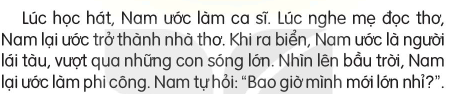 Lúc học hát, Nam ước làm ca sĩ. Lúc nghe mẹ đọc thơ,
Nam lại ước trở thành nhà thơ. Khi ra biển, Nam ước là người
lái tàu, vượt qua những con sóng lớn. Nhìn lên bầu trời, Nam
lại ước làm phi công. Nam tự hỏi: “Bao giờ mình mới lớn nhỉ?”.